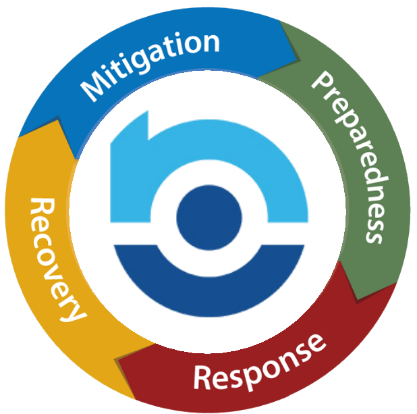 Mitigation
Preparedness
Response
Recovery